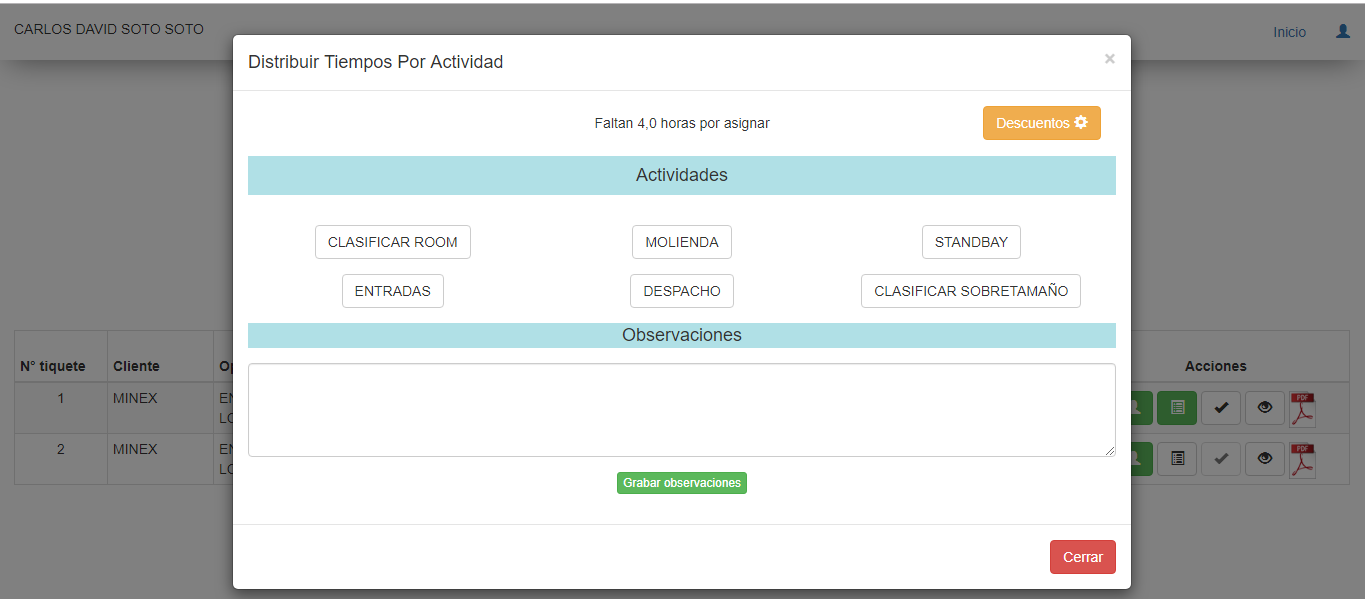 CARLOS DAVID SOTO SOTO
Inicio
Distribuir Tiempos Por Actividad
×
Faltan 4,0 horas por asignar
Descuentos
Actividades
CLASIFICAR ROOM
MOLIENDA
STANDBAY
ENTRADAS
DESPACHO
CLASIFICAR SOBRETAMAÑO
Observaciones
Grabar observaciones
Cerrar
N° tiquete Cliente Op Acciones
1 MINEX EN
LO
PDF
2 MINEX EN
LO
PDF